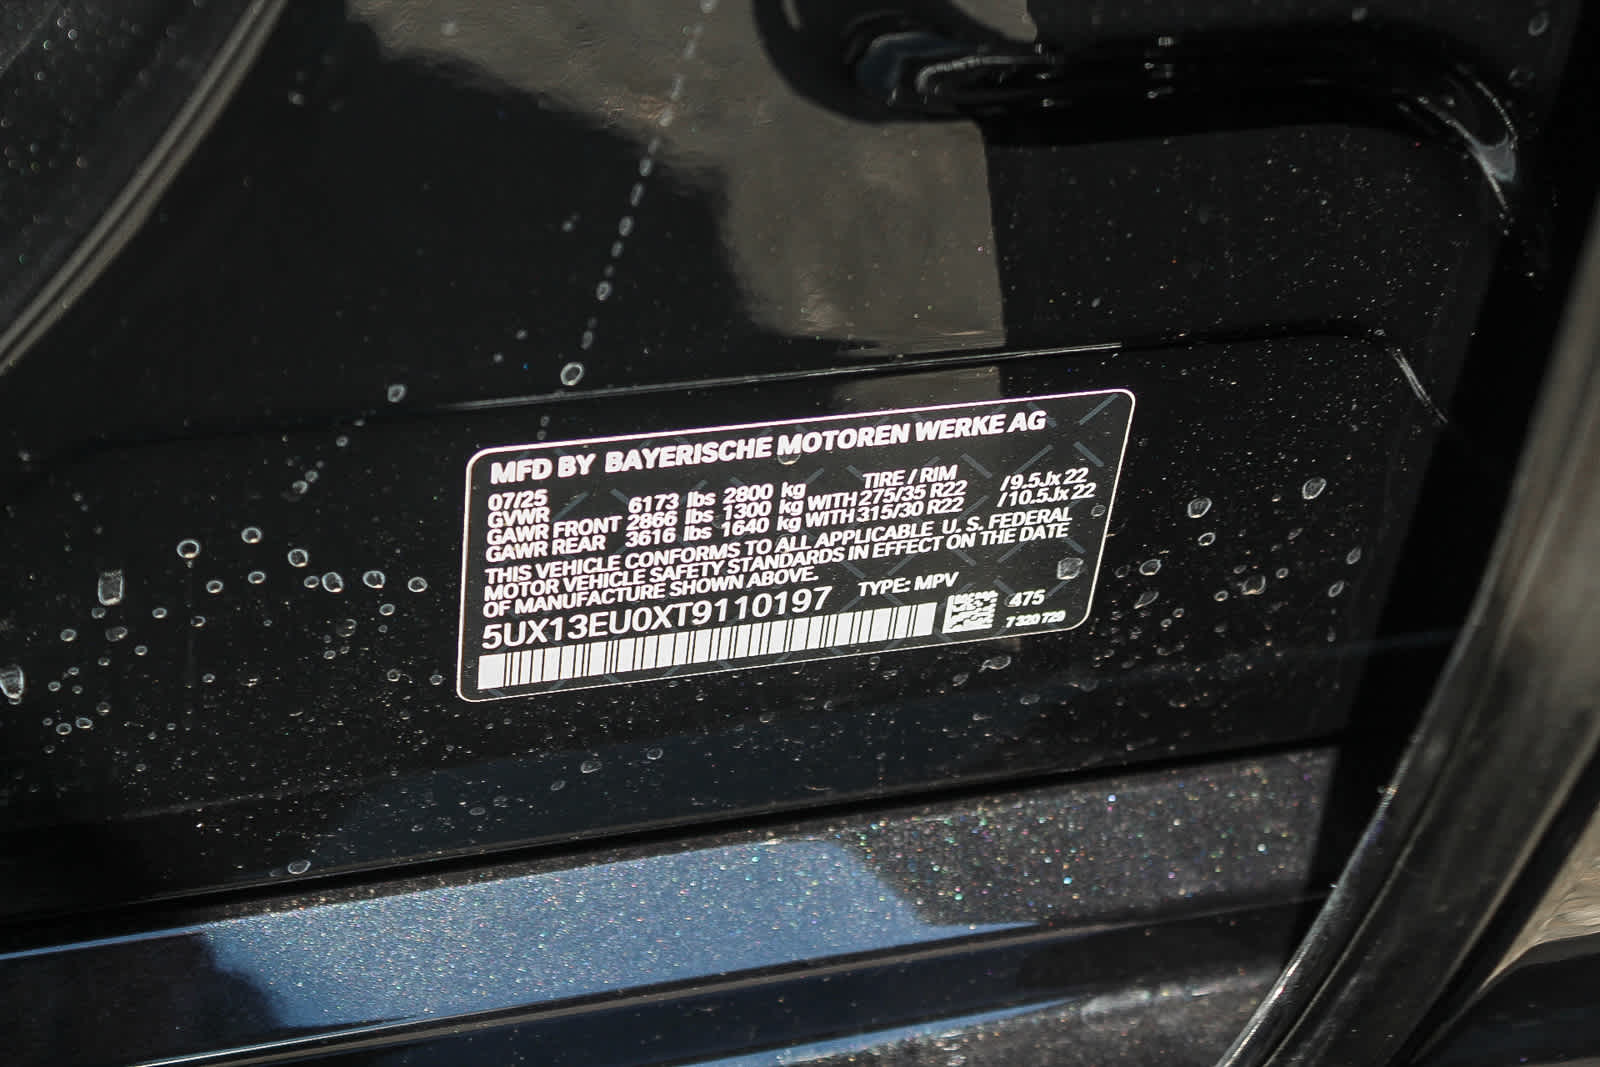 MFD BY BAYERISCHE MOTOREN WERKE AG
07/25 TIRE / RIM
GVWR 6173 lbs 2800 kg
GAWR FRONT 2866 lbs 1300 kg WITH 275/35 R22 /9.5Jx22
GAWR REAR 3616 lbs 1640 kg WITH 315/30 R22 /10.5Jx22
THIS VEHICLE CONFORMS TO ALL APPLICABLE U. S. FEDERAL
MOTOR VEHICLE SAFETY STANDARDS IN EFFECT ON THE DATE
OF MANUFACTURE SHOWN ABOVE.
5UX13EU0XT9110197 TYPE: MPV
475
7 320 729